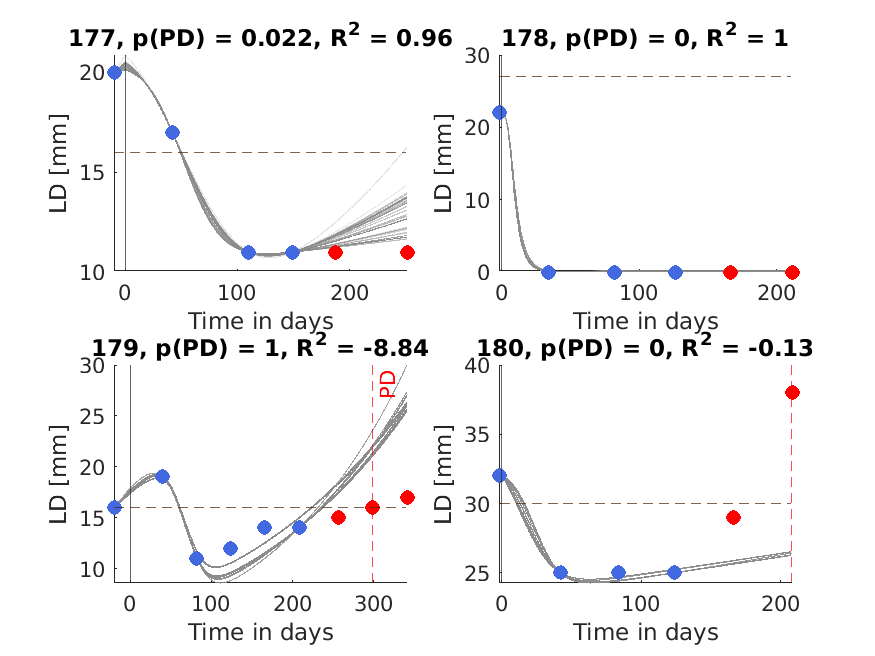 177, p(PD) = 0.022, R² = 0.96
LD [mm]
20
15
10
0
100
200
Time in days
178, p(PD) = 0, R² = 1
LD [mm]
30
20
10
0
0
100
200
Time in days
179, p(PD) = 1, R² = -8.84
LD [mm]
30
25
20
15
10
PD
0
100
200
300
Time in days
180, p(PD) = 0, R² = -0.13
LD [mm]
40
35
30
25
0
100
200
Time in days